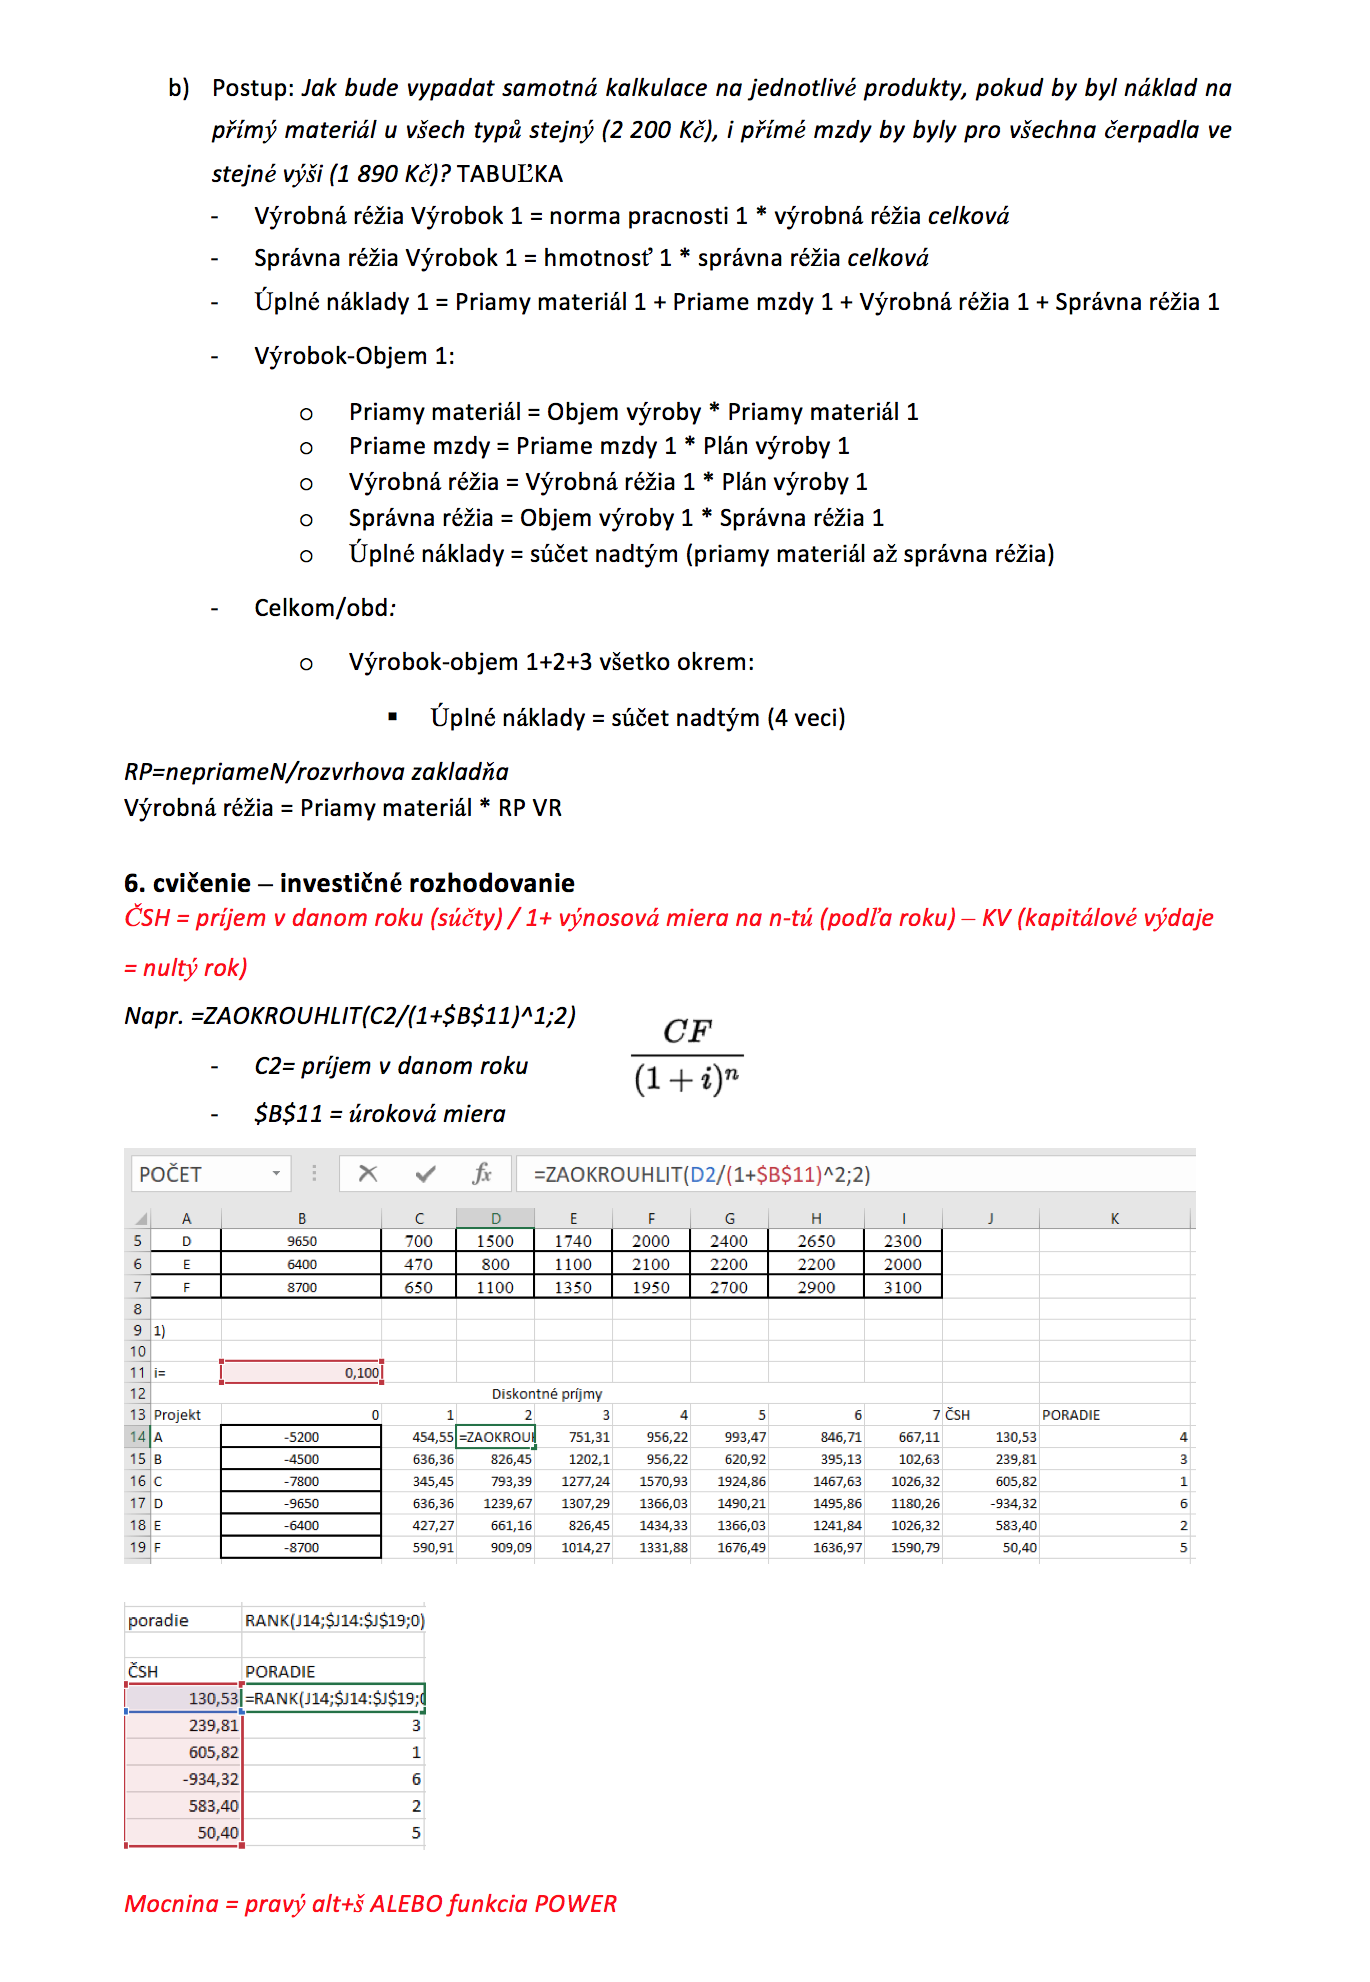 b) Postup: Jak bude vypadat samotná kalkulace na jednotlivé produkty, pokud by byl náklad na
přímý materiál u všech typů stejný (2 200 Kč), i přímé mzdy by byly pro všechna čerpadla ve
stejné výši (1 890 Kč)? TABUĽKA
- Výrobná réžia Výrobok 1 = norma pracnosti 1 * výrobná réžia celková
- Správna réžia Výrobok 1 = hmotnosť 1 * správna réžia celková
- Úplné náklady 1 = Priamy materiál 1 + Priame mzdy 1 + Výrobná réžia 1 + Správna réžia 1
- Výrobok-Objem 1:
o Priamy materiál = Objem výroby * Priamy materiál 1
o Priame mzdy = Priame mzdy 1 * Plán výroby 1
o Výrobná réžia = Výrobná réžia 1 * Plán výroby 1
o Správna réžia = Objem výroby 1 * Správna réžia 1
o Úplné náklady = súčet nadtým (priamy materiál až správna réžia)
- Celkom/obd:
o Výrobok-objem 1+2+3 všetko okrem:
▪ Úplné náklady = súčet nadtým (4 veci)
RP=nepriameN/rozvrhova zakladňa
Výrobná réžia = Priamy materiál * RP VR
6. cvičenie – investičné rozhodovanie
ČSH = príjem v danom roku (súčty) / 1+ výnosová miera na n-tú (podľa roku) – KV (kapitálové výdaje
= nultý rok)
Napr. =ZAOKROUHLIT(C2/(1+$B$11)^1;2)
- C2= príjem v danom roku
- $B$11 = úroková miera
CF
(1 + i)^n
POČET fx =ZAOKROUHLIT(D2/(1+$B$11)^2;2)
A B C D E F G H I J K
5 D 9650 700 1500 1740 2000 2400 2650 2300
6 E 6400 470 800 1100 2100 2200 2200 2000
7 F 8700 650 1100 1350 1950 2700 2900 3100
8
9 1)
10
11 i= 0,100
12 Diskontné príjmy
13 Projekt 0 1 2 3 4 5 6 7 ČSH PORADIE
14 A -5200 454,55 =ZAOKROUH 751,31 956,22 993,47 846,71 667,11 130,53 4
15 B -4500 636,36 826,45 1202,1 956,22 620,92 395,13 102,63 239,81 3
16 C -7800 345,45 793,39 1277,24 1570,93 1924,86 1467,63 1026,32 605,82 1
17 D -9650 636,36 1239,67 1307,29 1366,03 1490,21 1495,86 1180,26 -934,32 6
18 E -6400 427,27 661,16 826,45 1434,33 1366,03 1241,84 1026,32 583,40 2
19 F -8700 590,91 909,09 1014,27 1331,88 1676,49 1636,97 1590,79 50,40 5
poradie RANK(J14;$J14:$J$19;0)
ČSH PORADIE
130,53 =RANK(J14;$J14:$J$19;0
239,81 3
605,82 1
-934,32 6
583,40 2
50,40 5
Mocnina = pravý alt+š ALEBO funkcia POWER